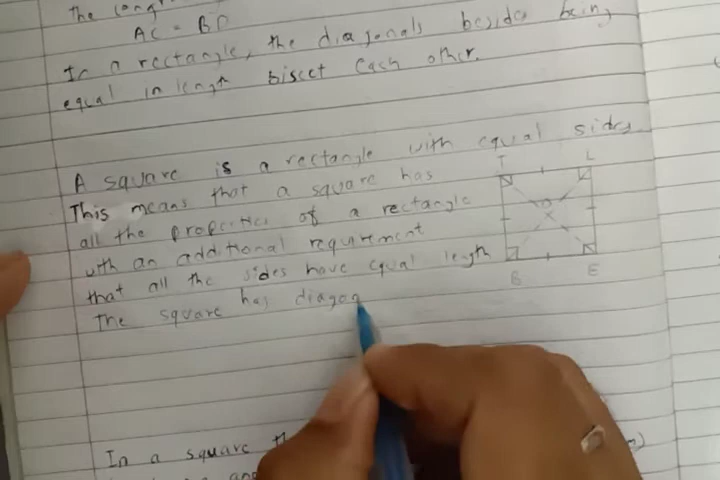 The
AC = BD
In a rectangle, the diagonals besides being
equal in length bisect each other.
A square is a rectangle with equal sides.
This means that a square has
all the properties of a rectangle
with an additional requirement
that all the sides have equal length
The square has diagon
T L
O
B E
In a square